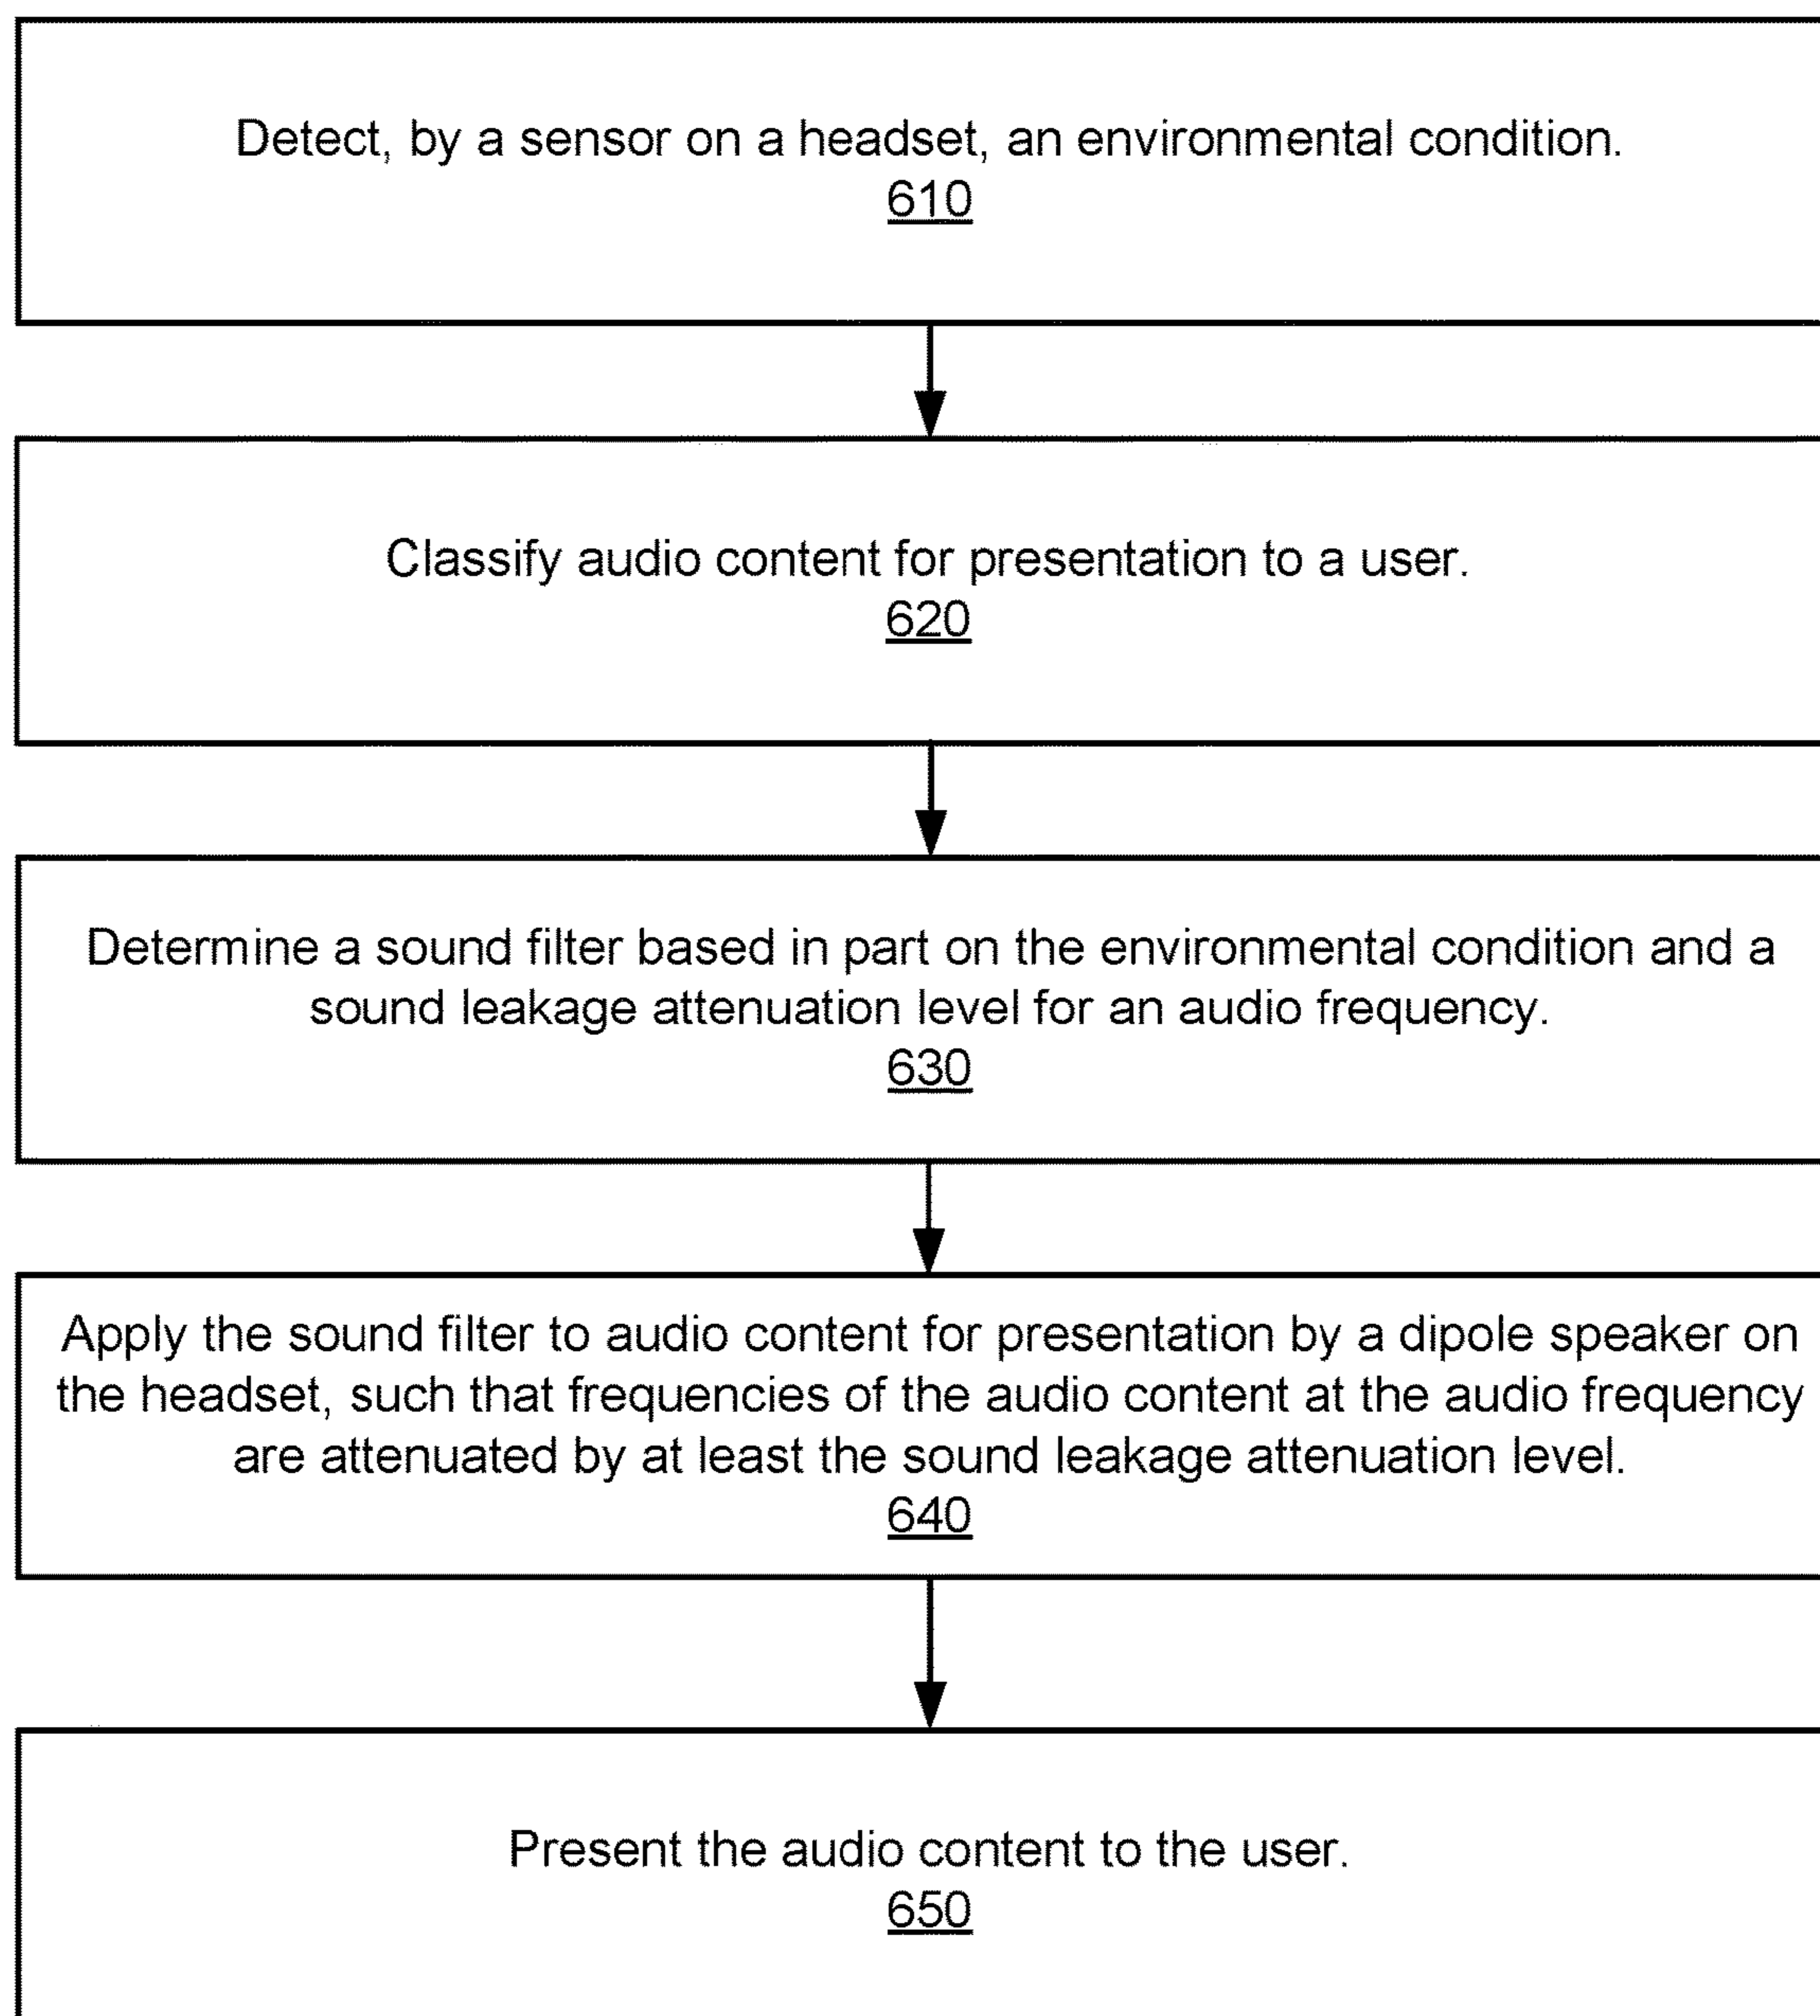 Detect, by a sensor on a headset, an environmental condition.
610
Classify audio content for presentation to a user.
620
Determine a sound filter based in part on the environmental condition and a
sound leakage attenuation level for an audio frequency.
630
Apply the sound filter to audio content for presentation by a dipole speaker on
the headset, such that frequencies of the audio content at the audio frequency
are attenuated by at least the sound leakage attenuation level.
640
Present the audio content to the user.
650